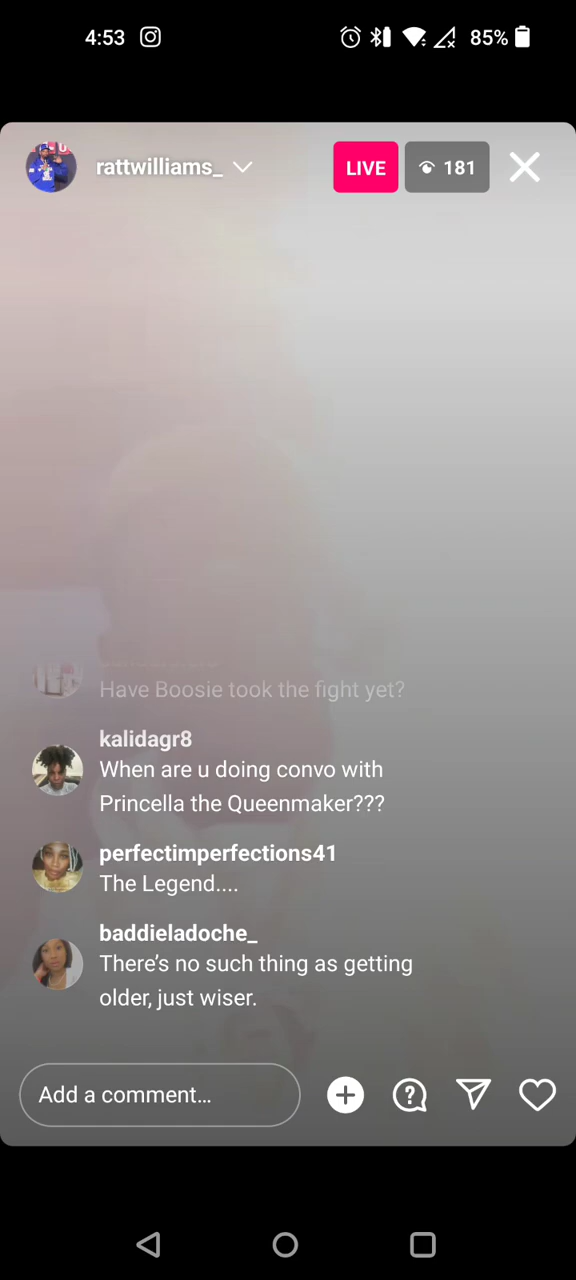 4:53
85%
rattwilliams_
LIVE
181
Have Boosie took the fight yet?
kalidagr8
When are u doing convo with
Princella the Queenmaker???
perfectimperfections41
The Legend....
baddieladoche_
There's no such thing as getting
older, just wiser.
Add a comment...